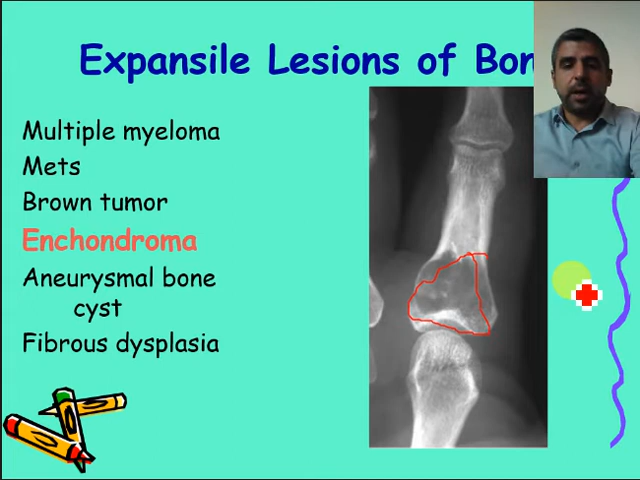 Expansile Lesions of Bon
Multiple myeloma
Mets
Brown tumor
Enchondroma
Aneurysmal bone
cyst
Fibrous dysplasia